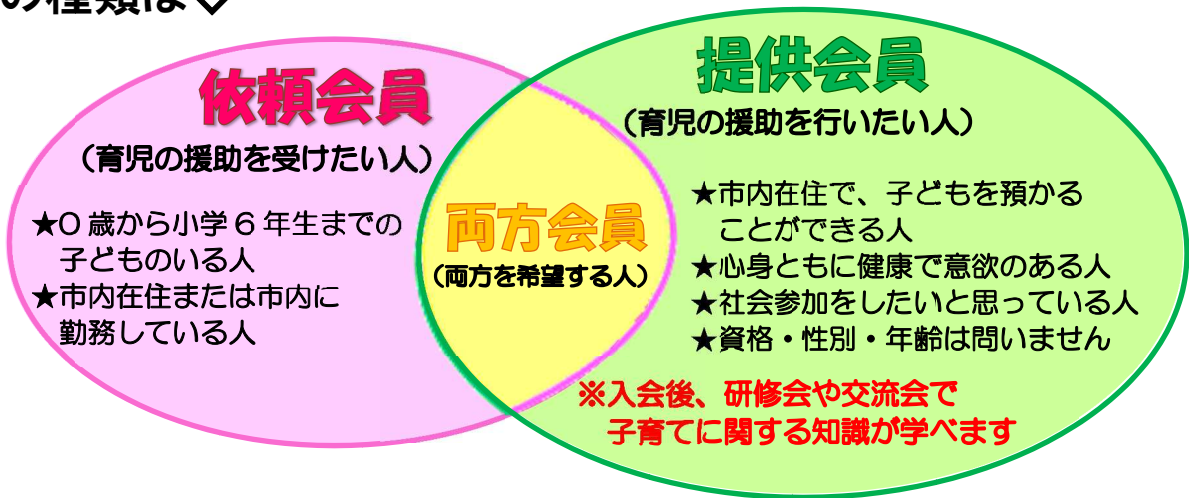 の種類は♡
依頼会員
（育児の援助を受けたい人）
★０歳から小学６年生までの
子どものいる人
★市内在住または市内に
勤務している人
両方会員
（両方を希望する人）
提供会員
（育児の援助を行いたい人）
★市内在住で、子どもを預かる
ことができる人
★心身ともに健康で意欲のある人
★社会参加をしたいと思っている人
★資格・性別・年齢は問いません
※入会後、研修会や交流会で
子育てに関する知識が学べます